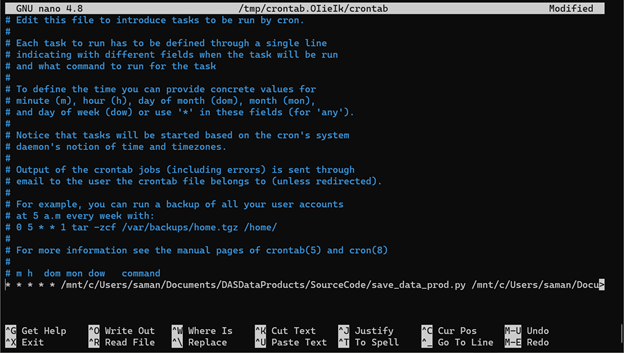 GNU nano 4.8 /tmp/crontab.OIieIk/crontab Modified
# Edit this file to introduce tasks to be run by cron.
#
# Each task to run has to be defined through a single line
# indicating with different fields when the task will be run
# and what command to run for the task
#
# To define the time you can provide concrete values for
# minute (m), hour (h), day of month (dom), month (mon),
# and day of week (dow) or use '*' in these fields (for 'any').
#
# Notice that tasks will be started based on the cron's system
# daemon's notion of time and timezones.
#
# Output of the crontab jobs (including errors) is sent through
# email to the user the crontab file belongs to (unless redirected).
#
# For example, you can run a backup of all your user accounts
# at 5 a.m every week with:
# 0 5 * * 1 tar -zcf /var/backups/home.tgz /home/
#
# For more information see the manual pages of crontab(5) and cron(8)
#
# m h  dom mon dow   command
* * * * * /mnt/c/Users/saman/Documents/DASDataProducts/SourceCode/save_data_prod.py /mnt/c/Users/saman/Docu>
^G Get Help ^O Write Out ^W Where Is ^K Cut Text ^J Justify ^C Cur Pos M-U Undo
^X Exit ^R Read File ^\ Replace ^U Paste Text ^T To Spell ^_ Go To Line M-E Redo